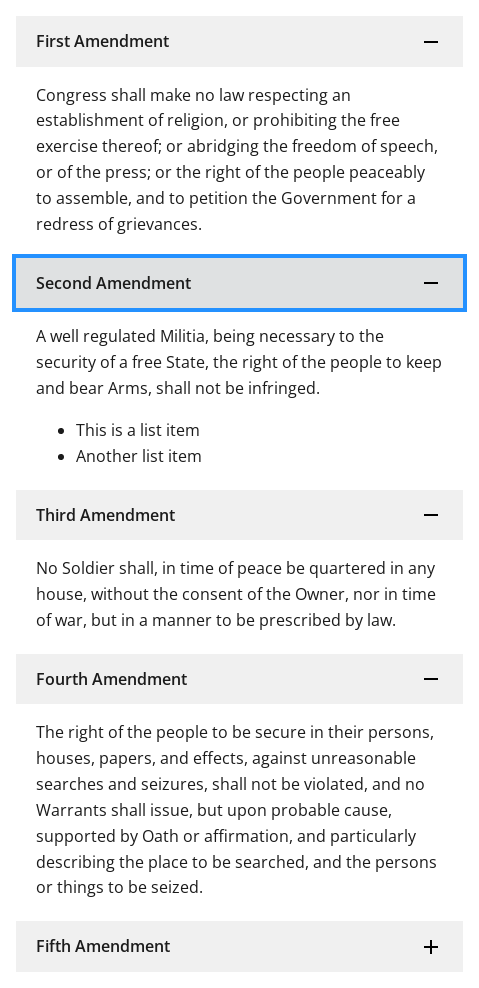 First Amendment
Congress shall make no law respecting an
establishment of religion, or prohibiting the free
exercise thereof; or abridging the freedom of speech,
or of the press; or the right of the people peaceably
to assemble, and to petition the Government for a
redress of grievances.
Second Amendment
A well regulated Militia, being necessary to the
security of a free State, the right of the people to keep
and bear Arms, shall not be infringed.
• This is a list item
• Another list item
Third Amendment
No Soldier shall, in time of peace be quartered in any
house, without the consent of the Owner, nor in time
of war, but in a manner to be prescribed by law.
Fourth Amendment
The right of the people to be secure in their persons,
houses, papers, and effects, against unreasonable
searches and seizures, shall not be violated, and no
Warrants shall issue, but upon probable cause,
supported by Oath or affirmation, and particularly
describing the place to be searched, and the persons
or things to be seized.
Fifth Amendment